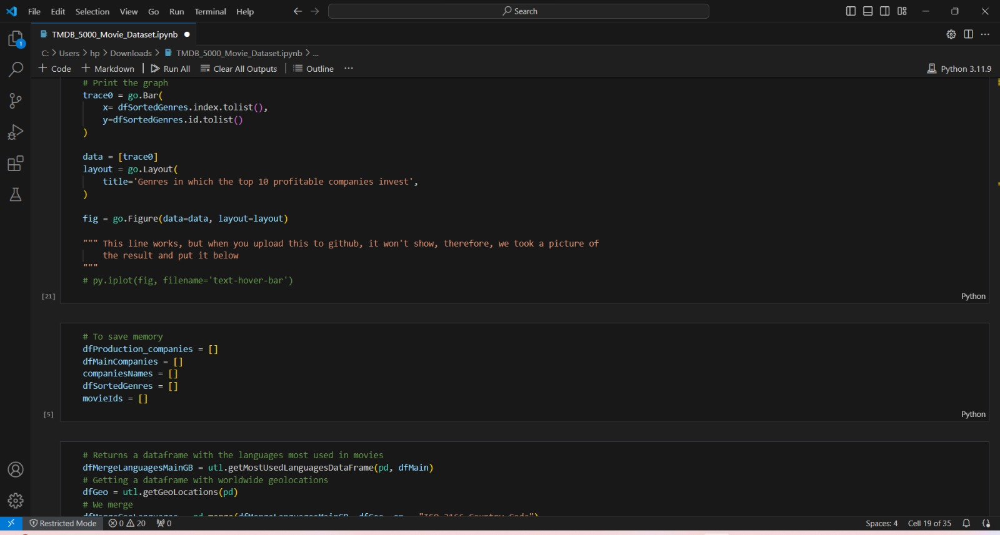 File Edit Selection View Go Run Terminal Help Search
TMDB_5000_Movie_Dataset.ipynb
1
C: > Users > hp > Downloads > TMDB_5000_Movie_Dataset.ipynb > ...
+ Code + Markdown | Run All Clear All Outputs | Outline ... Python 3.11.9
# Print the graph
trace0 = go.Bar(
x= dfSortedGenres.index.tolist(),
y=dfSortedGenres.id.tolist()
)
data = [trace0]
layout = go.Layout(
title='Genres in which the top 10 profitable companies invest',
)
fig = go.Figure(data=data, layout=layout)
""" This line works, but when you upload this to github, it won't show, therefore, we took a picture of
the result and put it below
"""
# py.iplot(fig, filename='text-hover-bar')
[21] Python
# To save memory
dfProduction_companies = []
dfMainCompanies = []
companiesNames = []
dfSortedGenres = []
movieIds = []
[5] Python
# Returns a dataframe with the languages most used in movies
dfMergeLanguagesMainGB = utl.getMostUsedLanguagesDataFrame(pd, dfMain)
# Getting a dataframe with worldwide geolocations
dfGeo = utl.getGeoLocations(pd)
# We merge
Restricted Mode 0 20 0 Spaces: 4 Cell 19 of 35